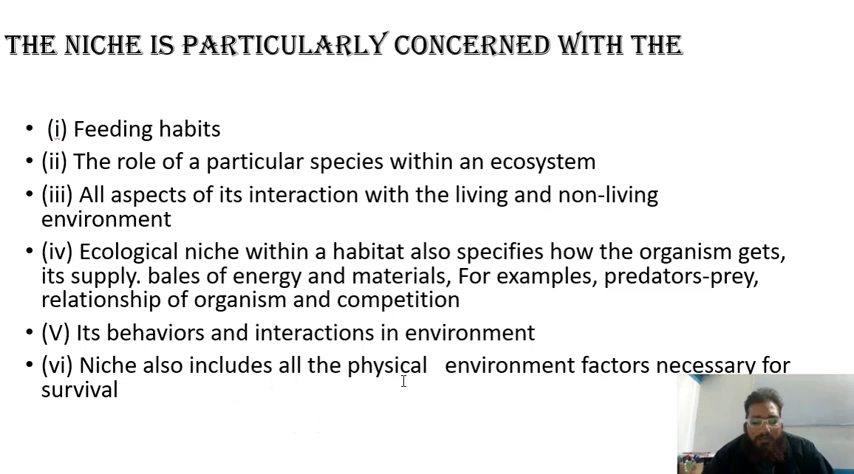 THE NICHE IS PARTICULARLY CONCERNED WITH THE
• (i) Feeding habits
• (ii) The role of a particular species within an ecosystem
• (iii) All aspects of its interaction with the living and non-living
environment
• (iv) Ecological niche within a habitat also specifies how the organism gets,
its supply. bales of energy and materials, For examples, predators-prey,
relationship of organism and competition
• (V) Its behaviors and interactions in environment
• (vi) Niche also includes all the physical environment factors necessary for
survival